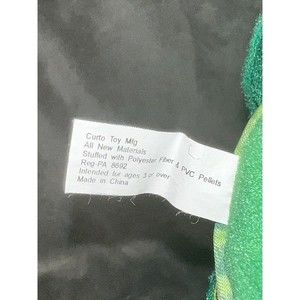 Curto Toy Mfg
All New Materials
Stuffed with Polyester Fiber & PVC Pellets
Reg-PA 8692
Intended for ages 3 or over
Made in China